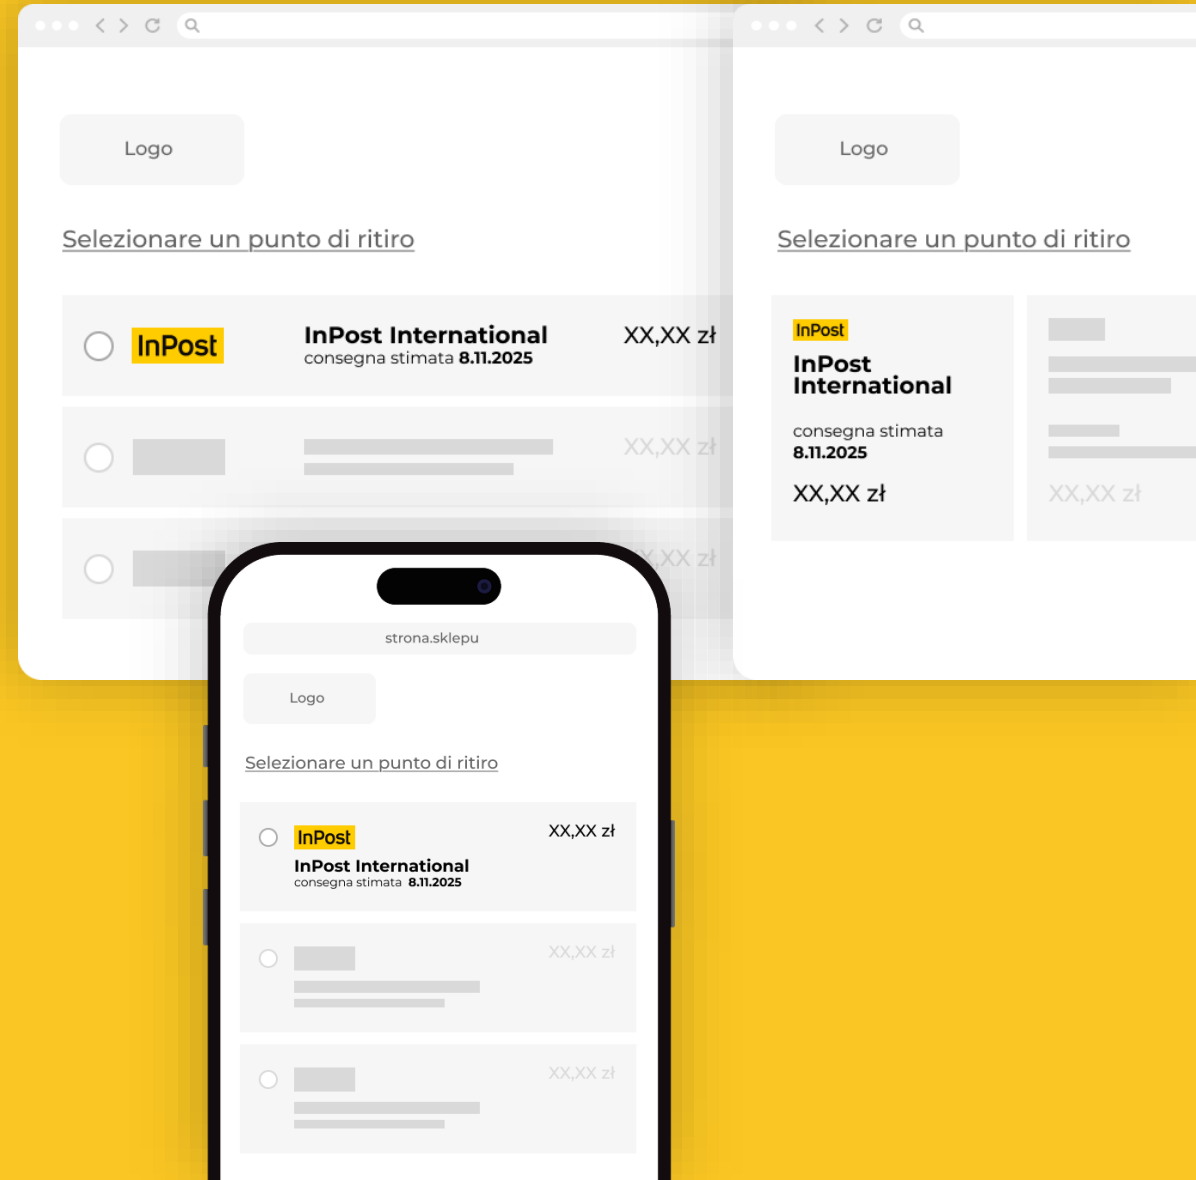 Logo
Selezionare un punto di ritiro
InPost
InPost International
XX,XX zł
consegna stimata 8.11.2025
XX,XX zł
X,XX zł
Logo
Selezionare un punto di ritiro
InPost
InPost
International
consegna stimata
8.11.2025
XX,XX zł
XX,XX zł
strona.sklepu
Logo
Selezionare un punto di ritiro
InPost
XX,XX zł
InPost International
consegna stimata 8.11.2025
XX,XX zł
XX,XX zł